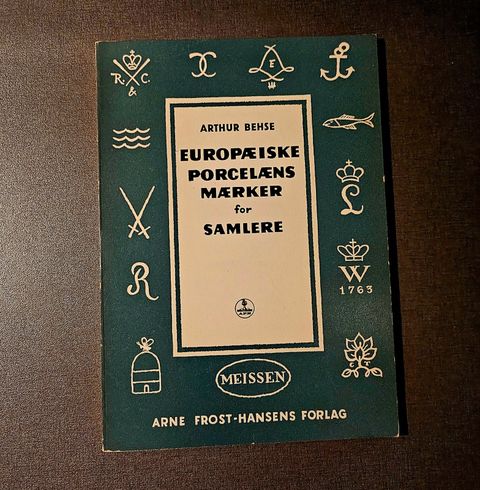 R. C.
&
F
ARTHUR BEHSE
EUROPÆISKE
PORCELÆNS
MÆRKER
for
SAMLERE
L
W
1763
R
C T
MEISSEN
ARNE FROST-HANSENS FORLAG